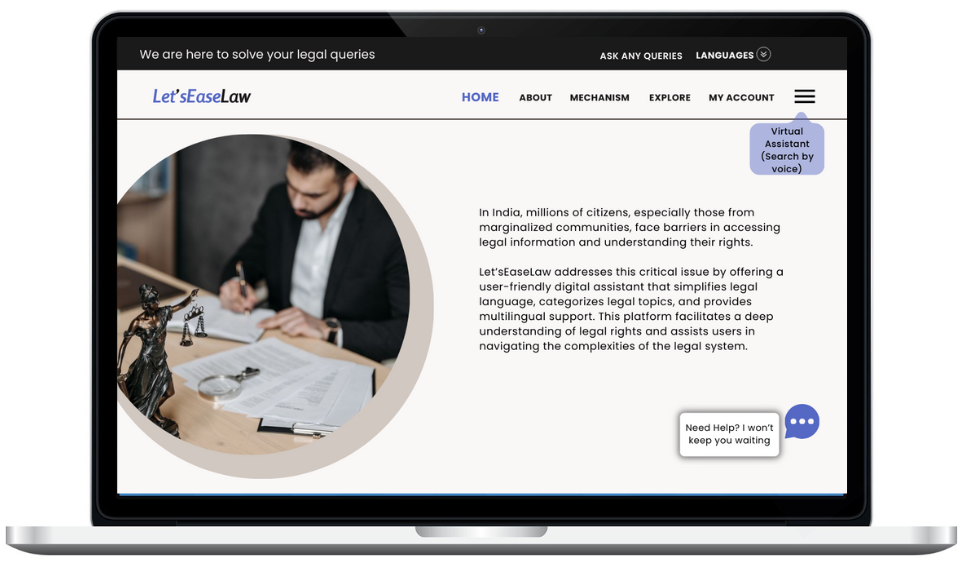 We are here to solve your legal queries
ASK ANY QUERIES
LANGUAGES
Let'sEaseLaw
HOME
ABOUT
MECHANISM
EXPLORE
MY ACCOUNT
Virtual
Assistant
(Search by
voice)
In India, millions of citizens, especially those from
marginalized communities, face barriers in accessing
legal information and understanding their rights.
Let'sEaseLaw addresses this critical issue by offering a
user-friendly digital assistant that simplifies legal
language, categorizes legal topics, and provides
multilingual support. This platform facilitates a deep
understanding of legal rights and assists users in
navigating the complexities of the legal system.
Need Help? I won't
keep you waiting